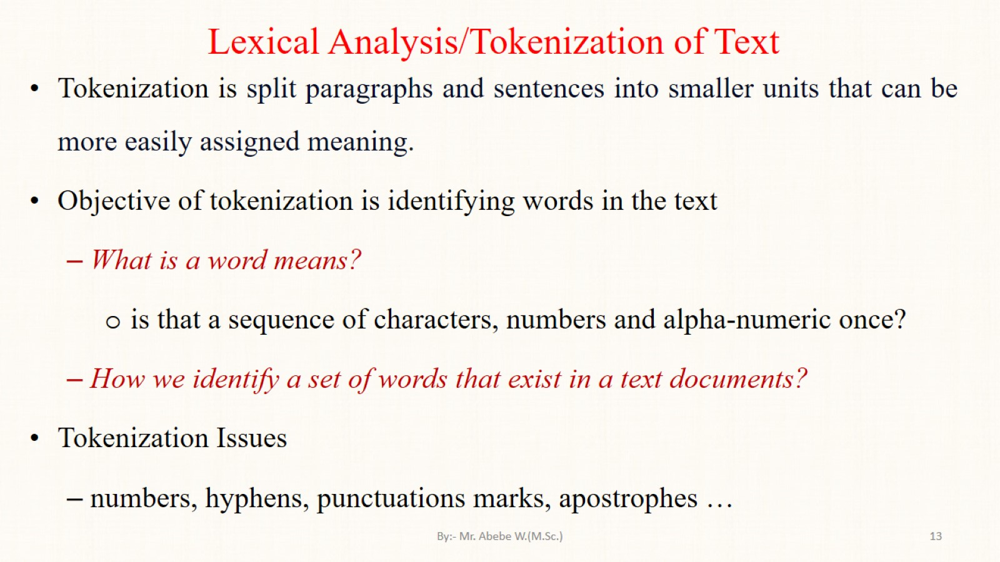 Lexical Analysis/Tokenization of Text
• Tokenization is split paragraphs and sentences into smaller units that can be
more easily assigned meaning.
• Objective of tokenization is identifying words in the text
– What is a word means?
o is that a sequence of characters, numbers and alpha-numeric once?
– How we identify a set of words that exist in a text documents?
• Tokenization Issues
– numbers, hyphens, punctuations marks, apostrophes …
By:- Mr. Abebe W.(M.Sc.)
13